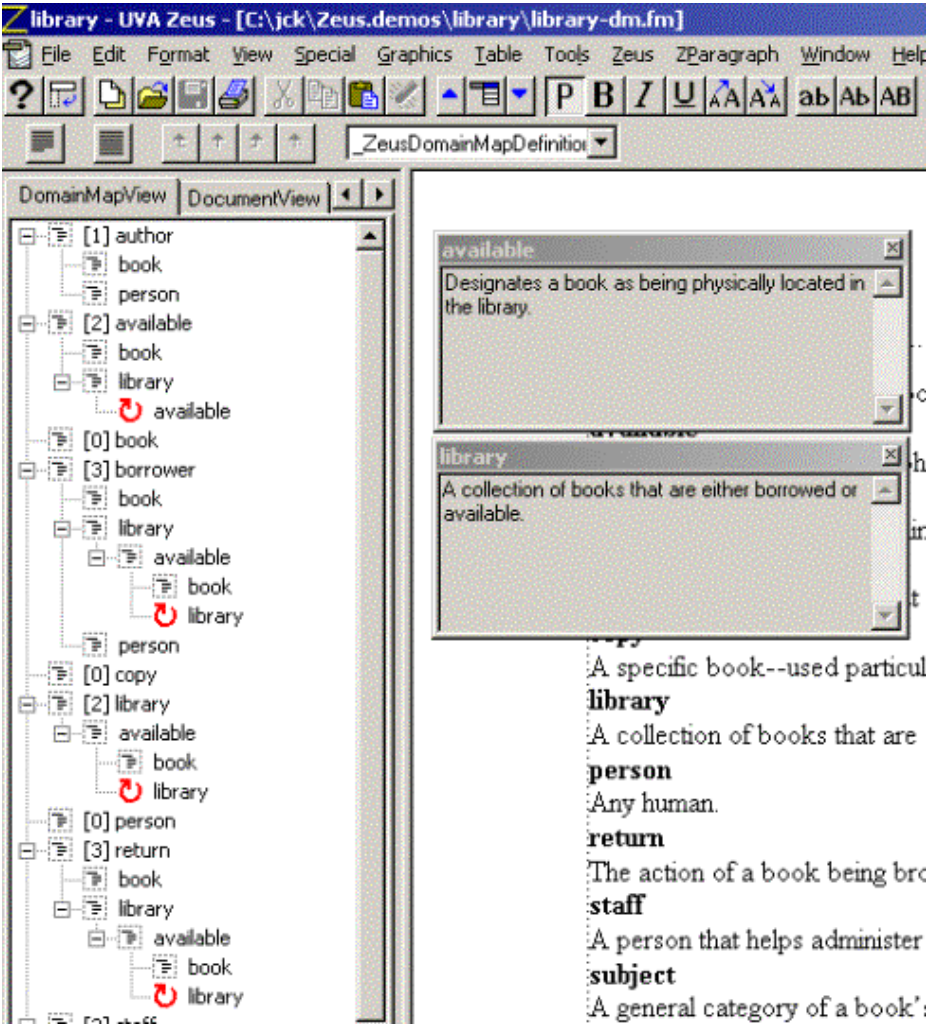 library - UVA Zeus - [C:\jck\Zeus.demos\library\library-dm.fm]
File Edit Format View Special Graphics Table Tools Zeus ZParagraph Window Help
? P B I U AA AA ab Ab AB
_ZeusDomainMapDefinition
DomainMapView DocumentView
[1] author
book
person
[2] available
book
library
available
[0] book
[3] borrower
book
library
available
book
library
person
[0] copy
[2] library
available
book
library
[0] person
[3] return
book
library
available
book
library
available
Designates a book as being physically located in
the library.
library
A collection of books that are either borrowed or
available.
A specific book--used particul
library
A collection of books that are
person
Any human.
return
The action of a book being bro
staff
A person that helps administer
subject
A general category of a book's